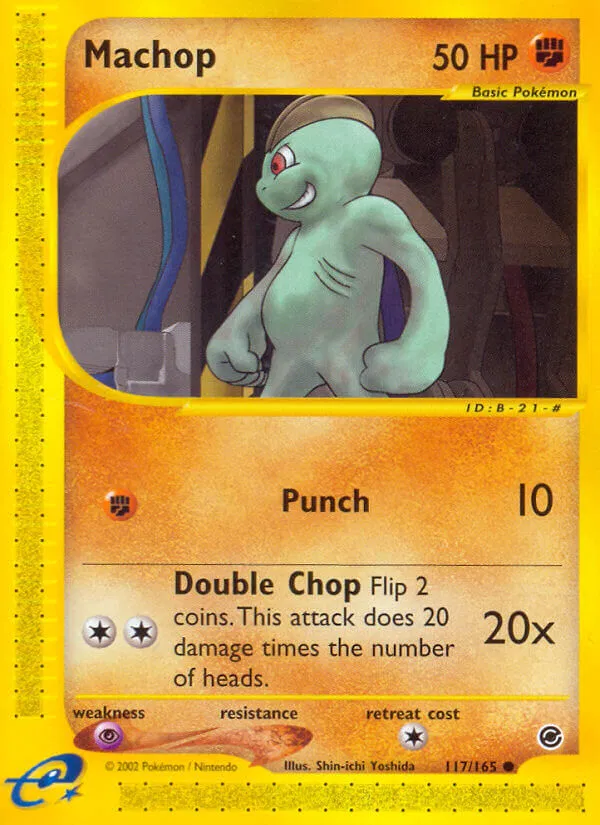 Machop
50 HP
Basic Pokémon
ID:B-21-#
Punch
10
Double Chop Flip 2
coins. This attack does 20
damage times the number
of heads.
20x
weakness
resistance
retreat cost
© 2002 Pokémon / Nintendo
Illus. Shin-ichi Yoshida
117/165
e